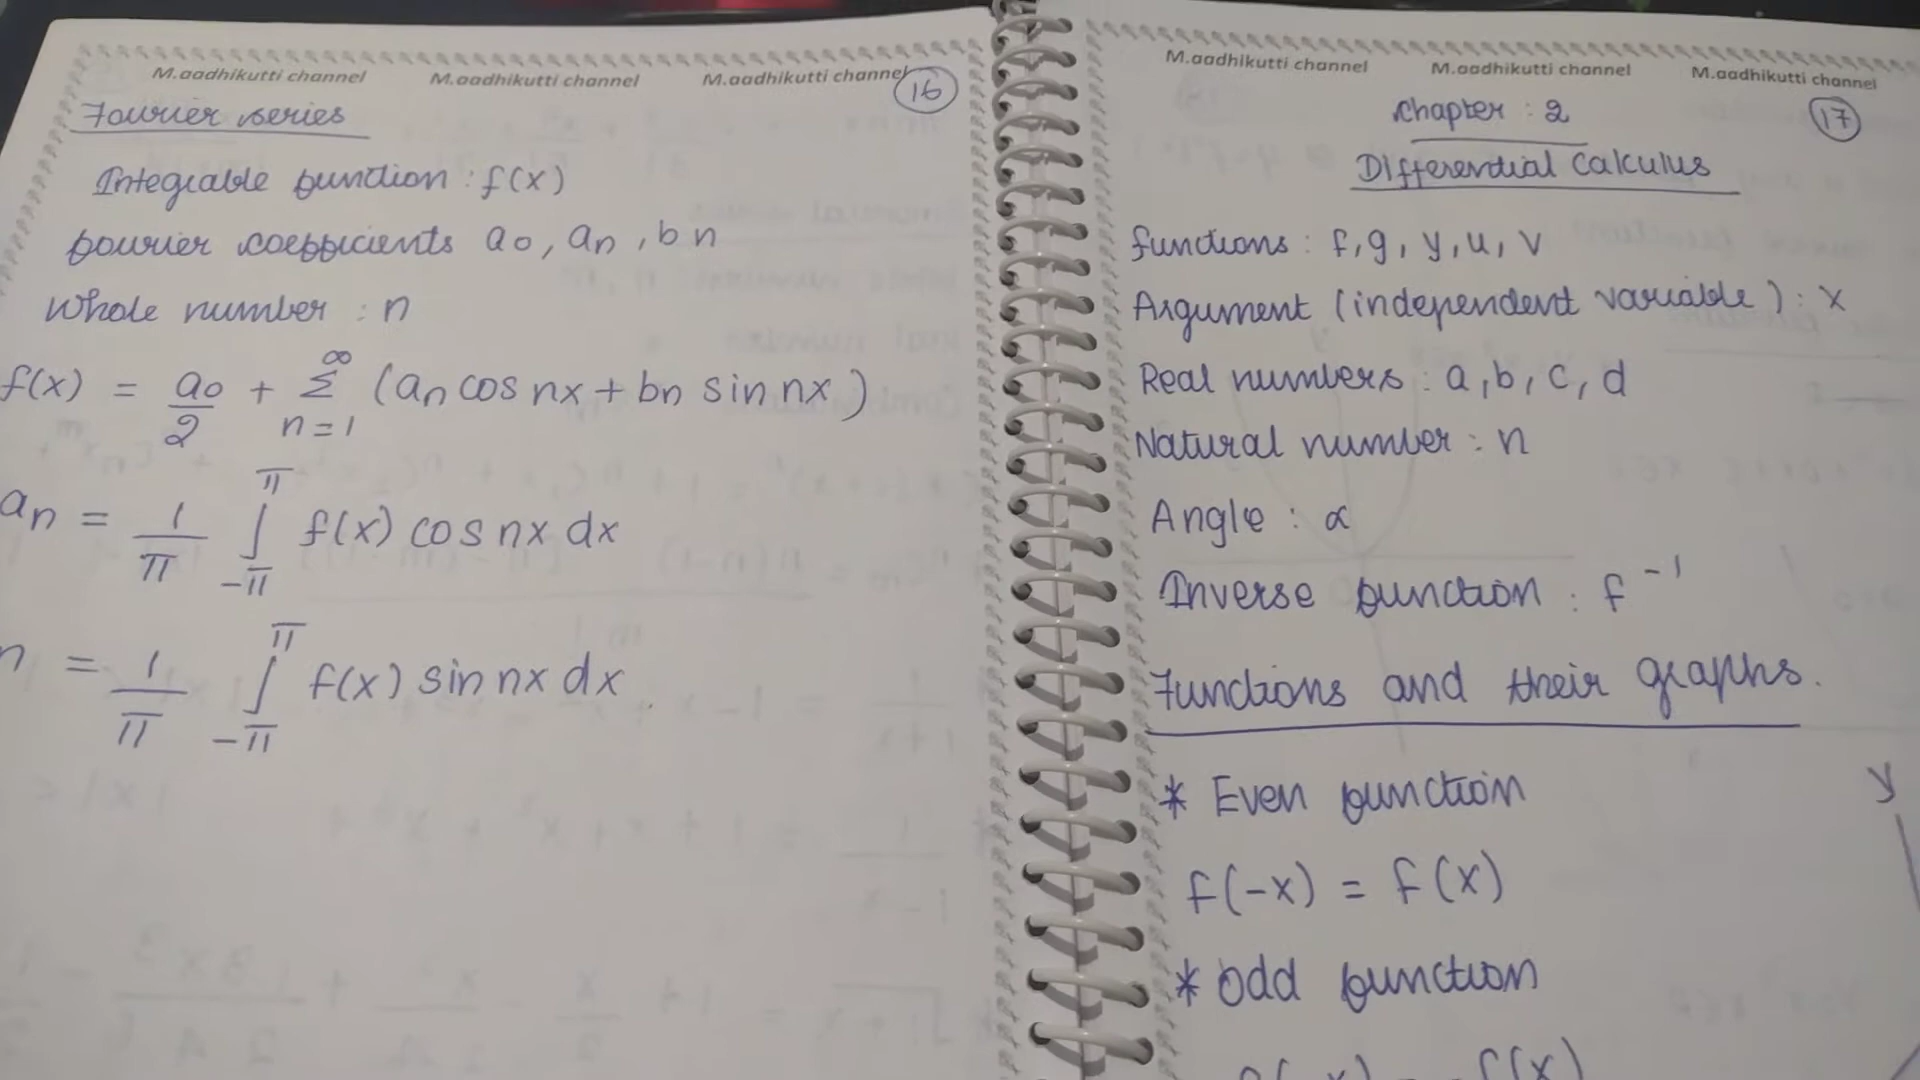 M.aadhikutti channel M.aadhikutti channel M.aadhikutti channel
16
Fourier series
Integrable function : f(x)
fourier coefficients a0, an, bn
Whole number : n
f(x) = a0/2 + ∞ Σ n=1 (an cos nx + bn sin nx)
an = 1/π ∫ -π π f(x) cos nx dx
n = 1/π ∫ -π π f(x) sin nx dx
M.aadhikutti channel M.aadhikutti channel M.aadhikutti channel
Chapter : 2
17
Differential Calculus
functions : f, g, y, u, v
Argument (independent variable) : x
Real numbers : a, b, c, d
Natural number : n
Angle : α
Inverse function : f⁻¹
Functions and their graphs.
* Even function
y
f(-x) = f(x)
* odd function
f(x)